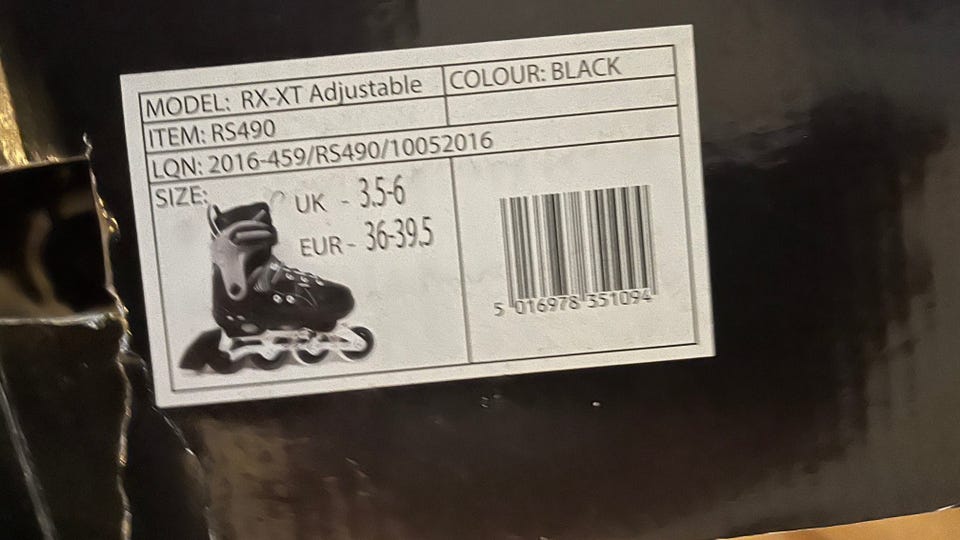 MODEL: RX-XT Adjustable COLOUR: BLACK
ITEM: RS490
LQN: 2016-459/RS490/10052016
SIZE: UK - 3.5-6
EUR - 36-39.5
5 016978 351094